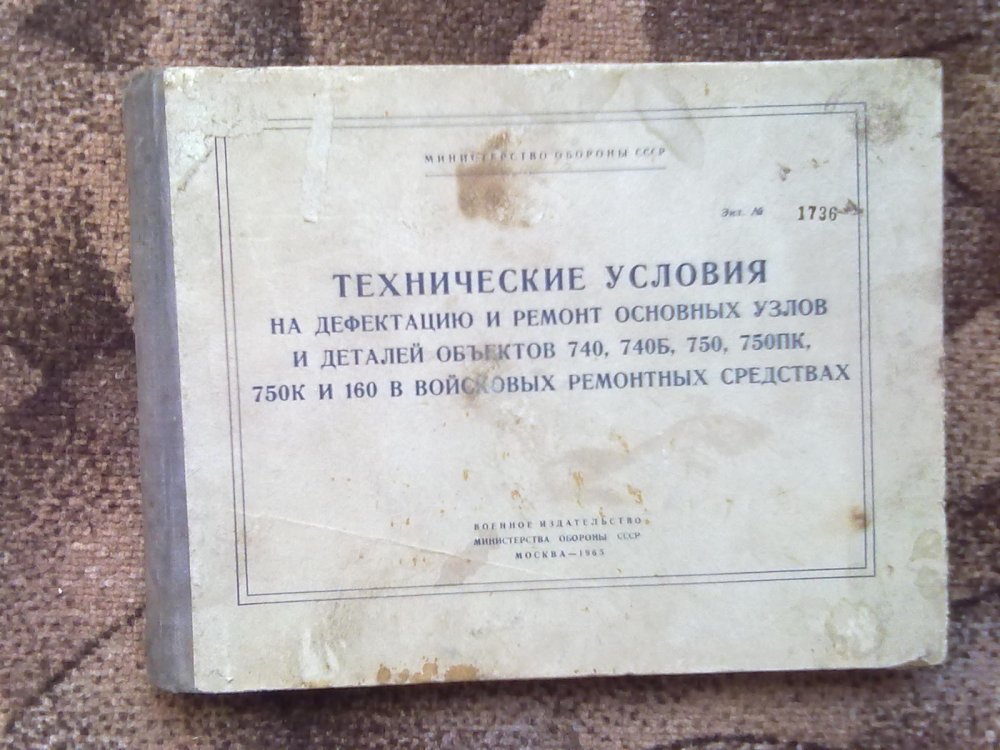 МИНИСТЕРСТВО ОБОРОНЫ СССР
Экз. № 1736
ТЕХНИЧЕСКИЕ УСЛОВИЯ
НА ДЕФЕКТАЦИЮ И РЕМОНТ ОСНОВНЫХ УЗЛОВ
И ДЕТАЛЕЙ ОБЪЕКТОВ 740, 740Б, 750, 750ПК,
750К И 160 В ВОЙСКОВЫХ РЕМОНТНЫХ СРЕДСТВАХ
ВОЕННОЕ ИЗДАТЕЛЬСТВО
МИНИСТЕРСТВА ОБОРОНЫ СССР
МОСКВА—1965